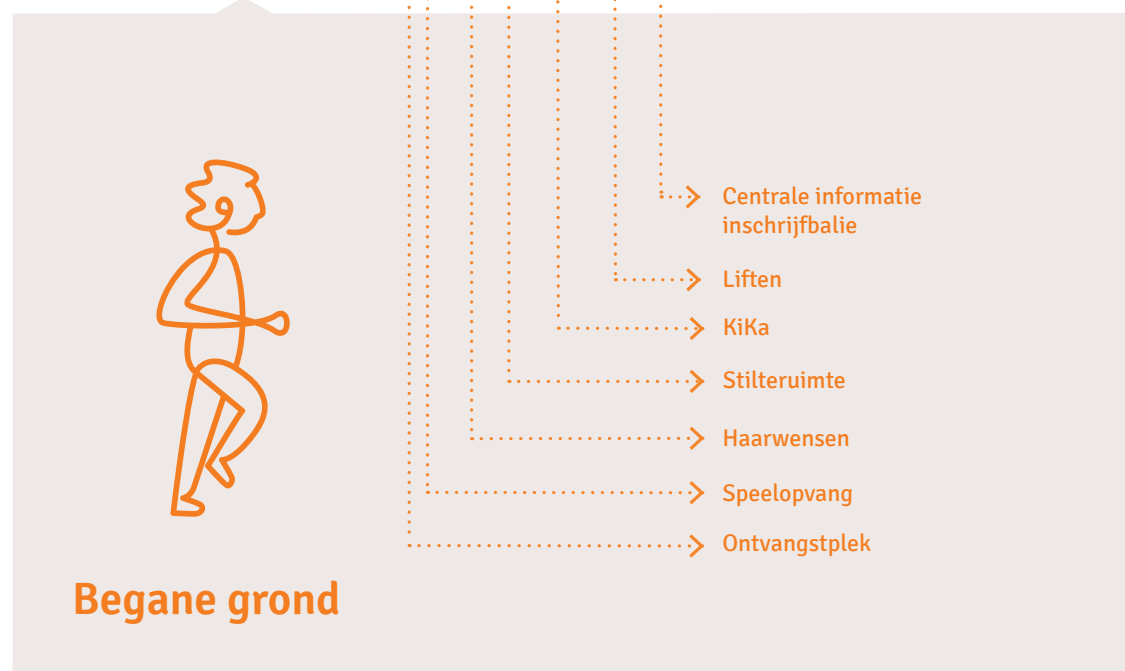 Centrale informatie
inschrijfbalie
Liften
KiKa
Stilteruimte
Haarwensen
Speelopvang
Ontvangstplek
Begane grond